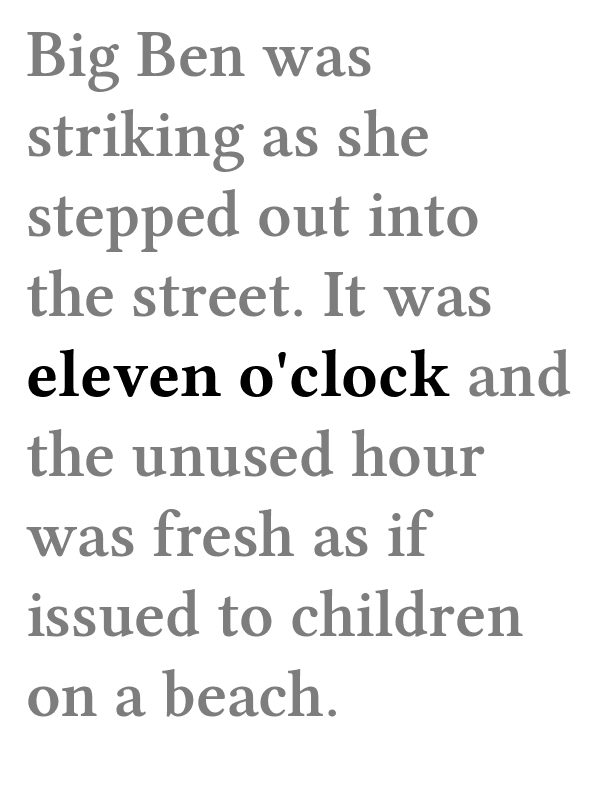 Big Ben was
striking as she
stepped out into
the street. It was
eleven o'clock and
the unused hour
was fresh as if
issued to children
on a beach.